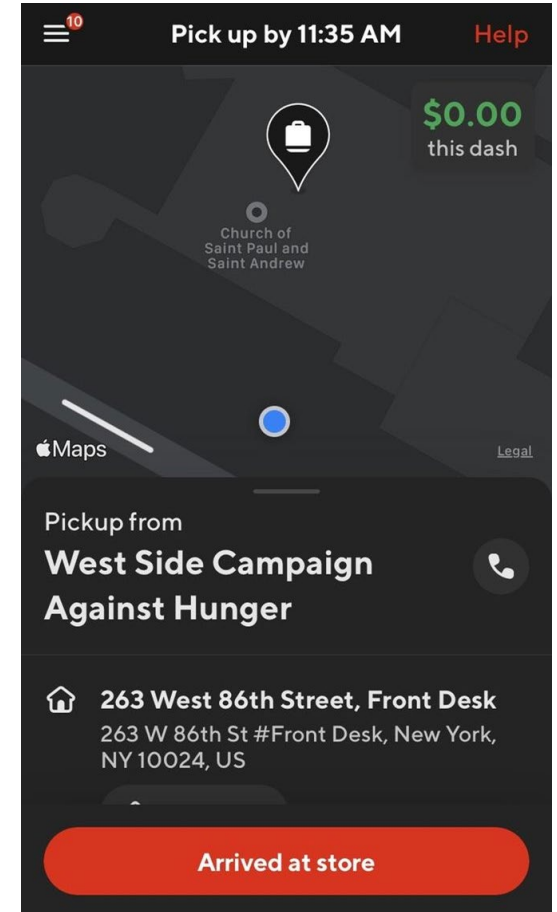 10
Pick up by 11:35 AM
Help
$0.00
this dash
Church of
Saint Paul and
Saint Andrew
Maps
Legal
Pickup from
West Side Campaign
Against Hunger
263 West 86th Street, Front Desk
263 W 86th St #Front Desk, New York,
NY 10024, US
Arrived at store